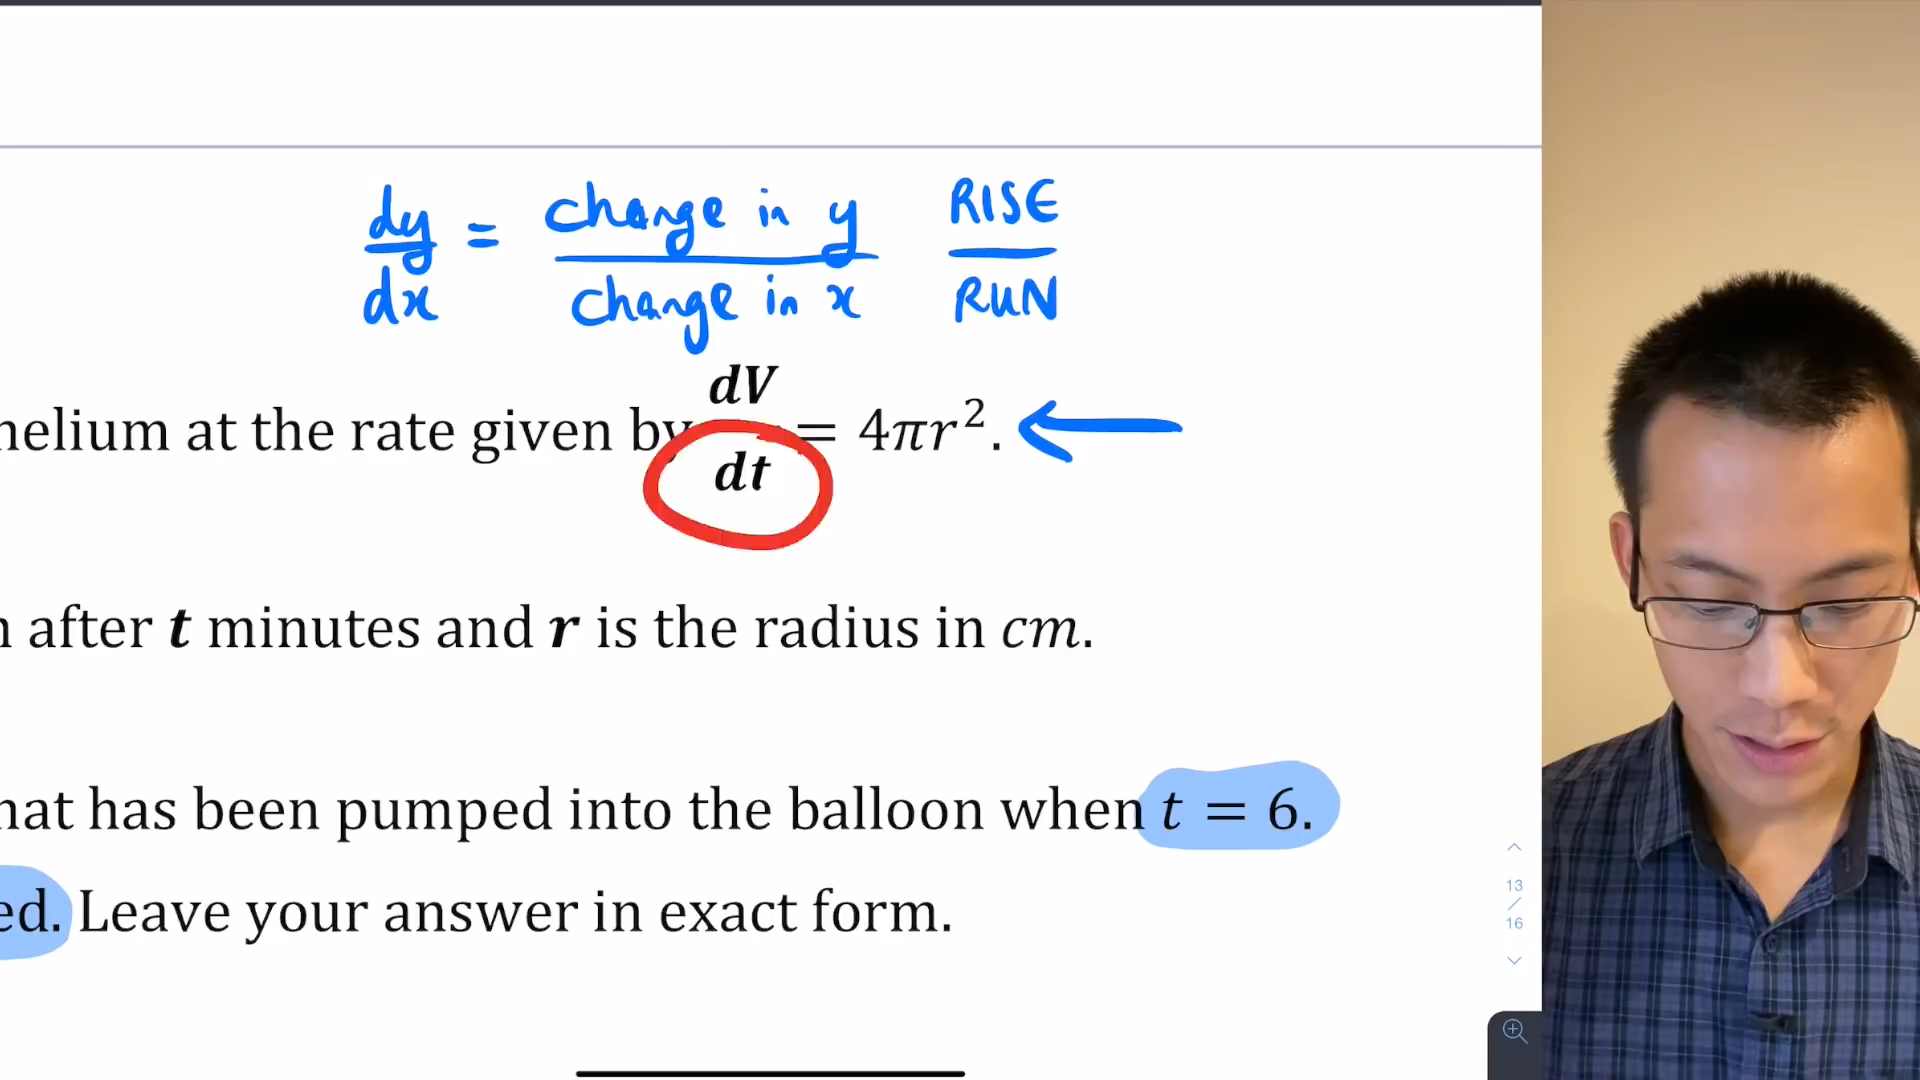 dy/dx = change in y/change in x RISE/RUN
helium at the rate given by dV/dt = 4πr².
after t minutes and r is the radius in cm.
hat has been pumped into the balloon when t = 6.
ed. Leave your answer in exact form.
13
/
16